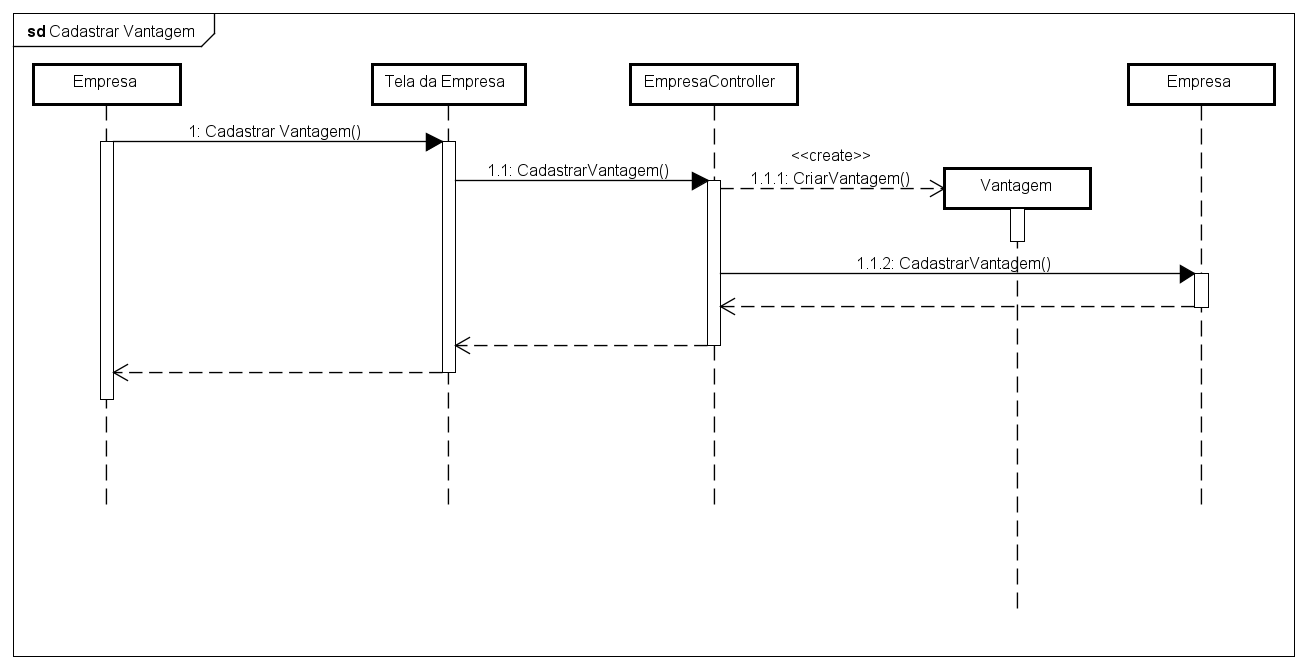 sd Cadastrar Vantagem
Empresa
Tela da Empresa
EmpresaController
Empresa
1: Cadastrar Vantagem()
1.1: CadastrarVantagem()
<<create>>
1.1.1: CriarVantagem()
Vantagem
1.1.2: CadastrarVantagem()